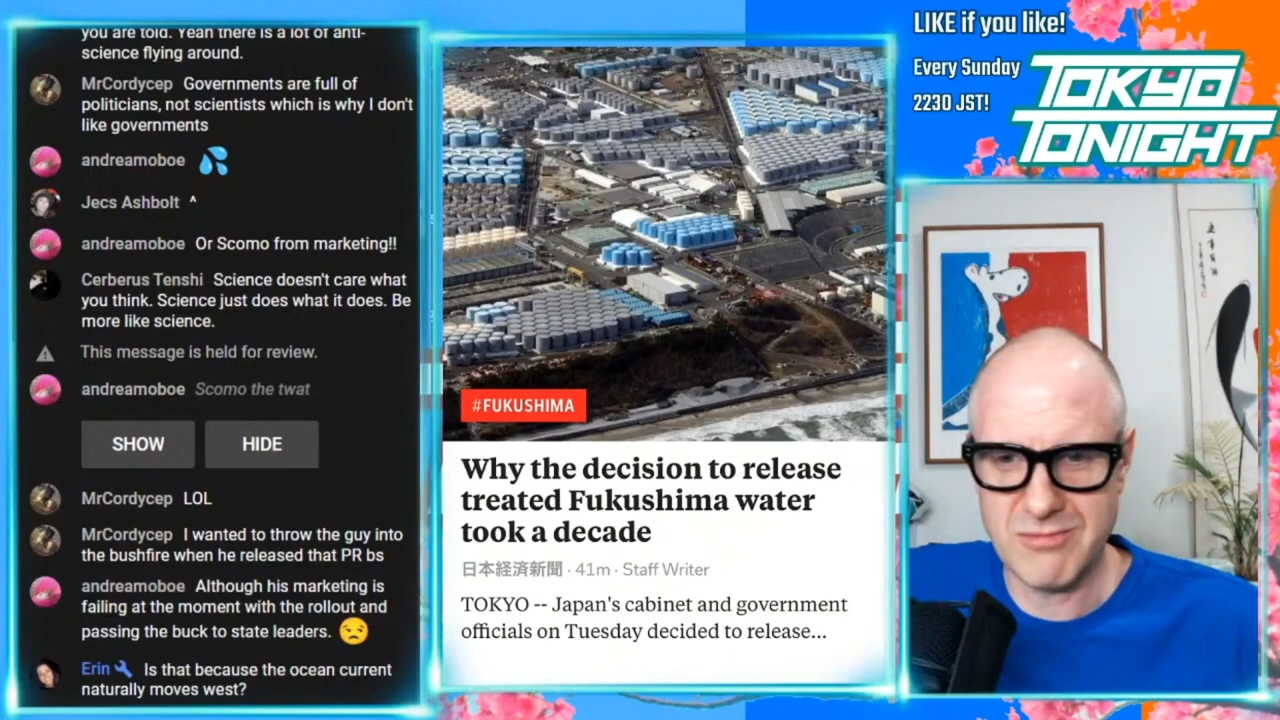 you are told. Yeah there is a lot of anti-
science flying around.
MrCordycep Governments are full of
politicians, not scientists which is why I don't
like governments
andreamoboe 💦
Jecs Ashbolt ^
andreamoboe Or Scomo from marketing!!
Cerberus Tenshi Science doesn't care what
you think. Science just does what it does. Be
more like science.
This message is held for review.
andreamoboe Scomo the twat
SHOW HIDE
MrCordycep LOL
MrCordycep I wanted to throw the guy into
the bushfire when he released that PR bs
andreamoboe Although his marketing is
failing at the moment with the rollout and
passing the buck to state leaders. 😒
Erin 🔧 Is that because the ocean current
naturally moves west?
#FUKUSHIMA
Why the decision to release
treated Fukushima water
took a decade
日本経済新聞 · 41m · Staff Writer
TOKYO -- Japan's cabinet and government
officials on Tuesday decided to release...
LIKE if you like!
Every Sunday
2230 JST!
TOKYO
TONIGHT